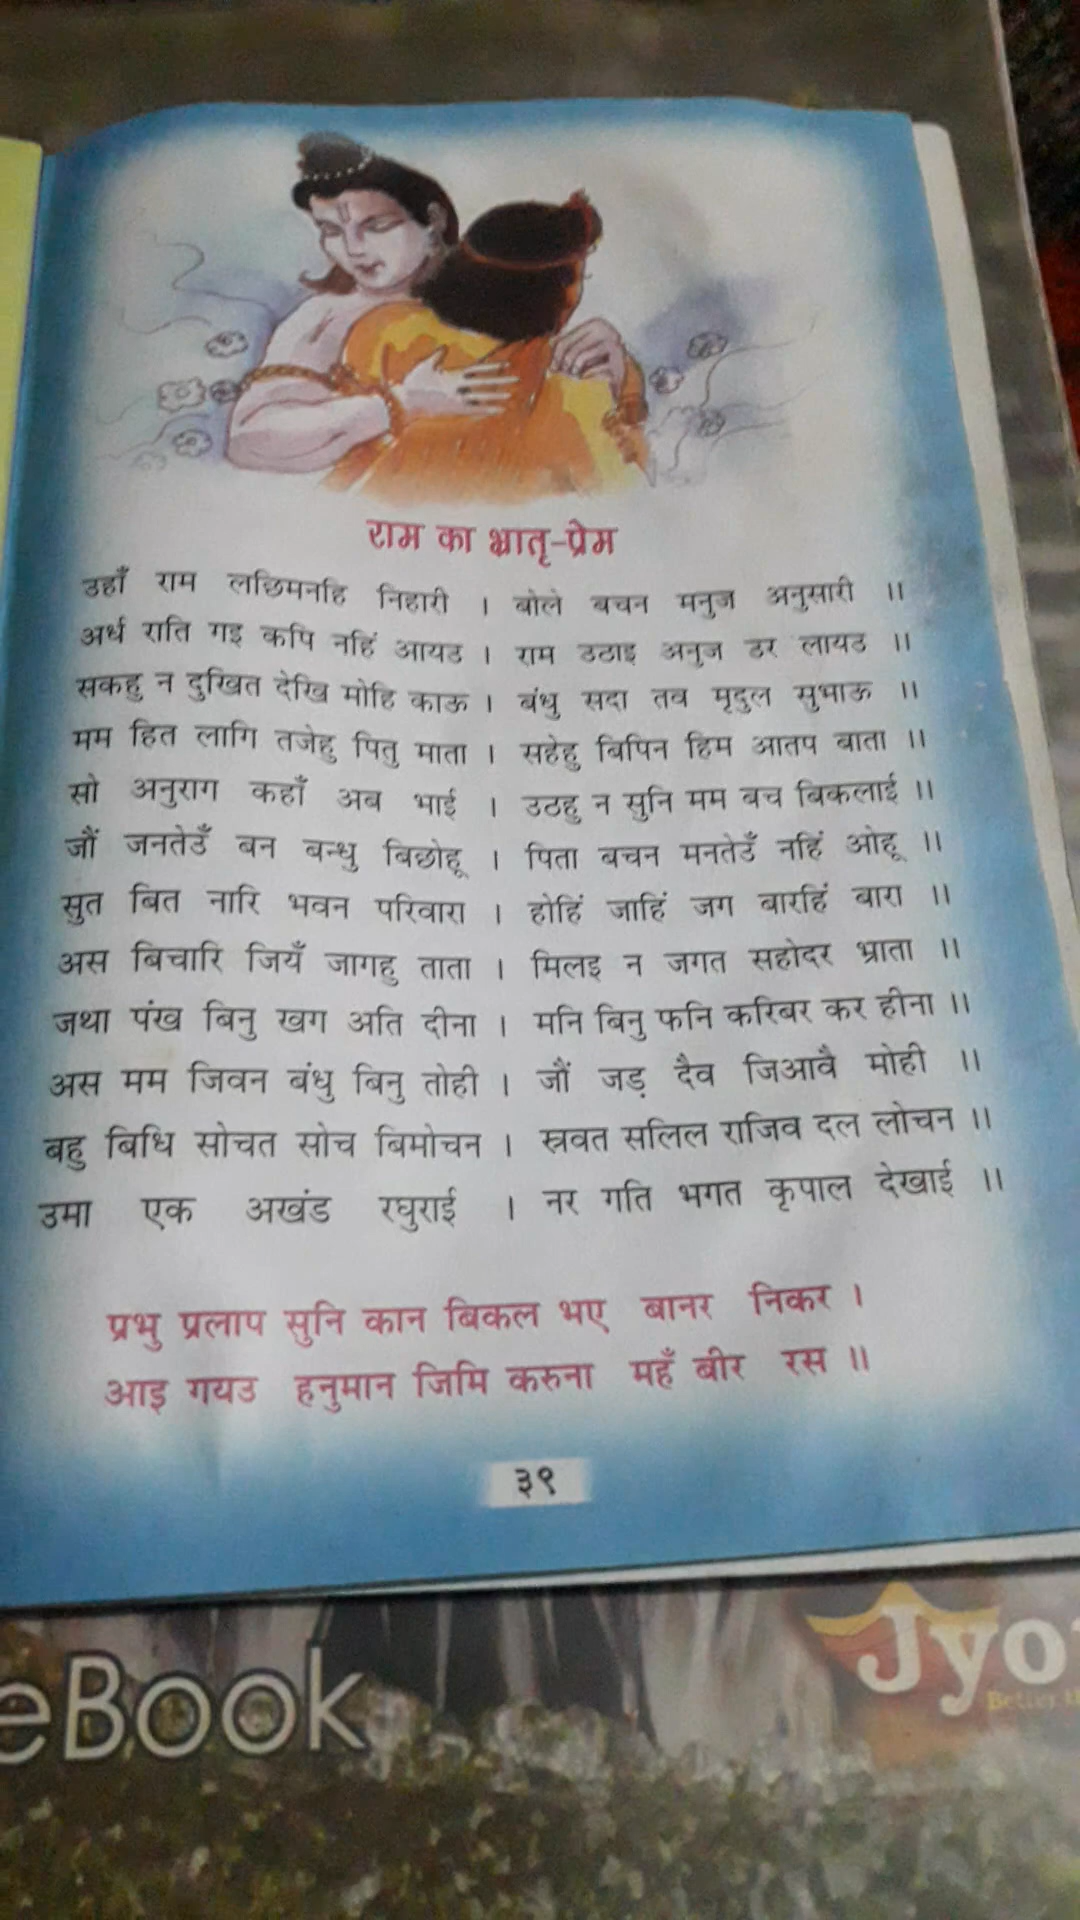 राम का भ्रातृ-प्रेम
उहाँ राम लछिमनहि निहारी । बोले बचन मनुज अनुसारी ॥
अर्ध राति गइ कपि नहिं आयउ । राम उठाइ अनुज उर लायउ ॥
सकहु न दुखित देखि मोहि काऊ । बंधु सदा तव मृदुल सुभाऊ ॥
मम हित लागि तजेहु पितु माता । सहेहु बिपिन हिम आतप बाता ॥
सो अनुराग कहाँ अब भाई । उठहु न सुनि मम बच बिकलाई ॥
जौं जनतेउँ बन बन्धु बिछोहू । पिता बचन मनतेउँ नहिं ओहू ॥
सुत बित नारि भवन परिवारा । होहिं जाहिं जग बारहिं बारा ॥
अस बिचारि जियँ जागहु ताता । मिलइ न जगत सहोदर भ्राता ॥
जथा पंख बिनु खग अति दीना । मनि बिनु फनि करिबर कर हीना ॥
अस मम जिवन बंधु बिनु तोही । जौं जड़ दैव जिआवै मोही ॥
बहु बिधि सोचत सोच बिमोचन । स्रवत सलिल राजिव दल लोचन ॥
उमा एक अखंड रघुराई । नर गति भगत कृपाल देखाई ॥
प्रभु प्रलाप सुनि कान बिकल भए बानर निकर ।
आइ गयउ हनुमान जिमि करुना महँ बीर रस ॥
३९
eBook
Jyo
Better